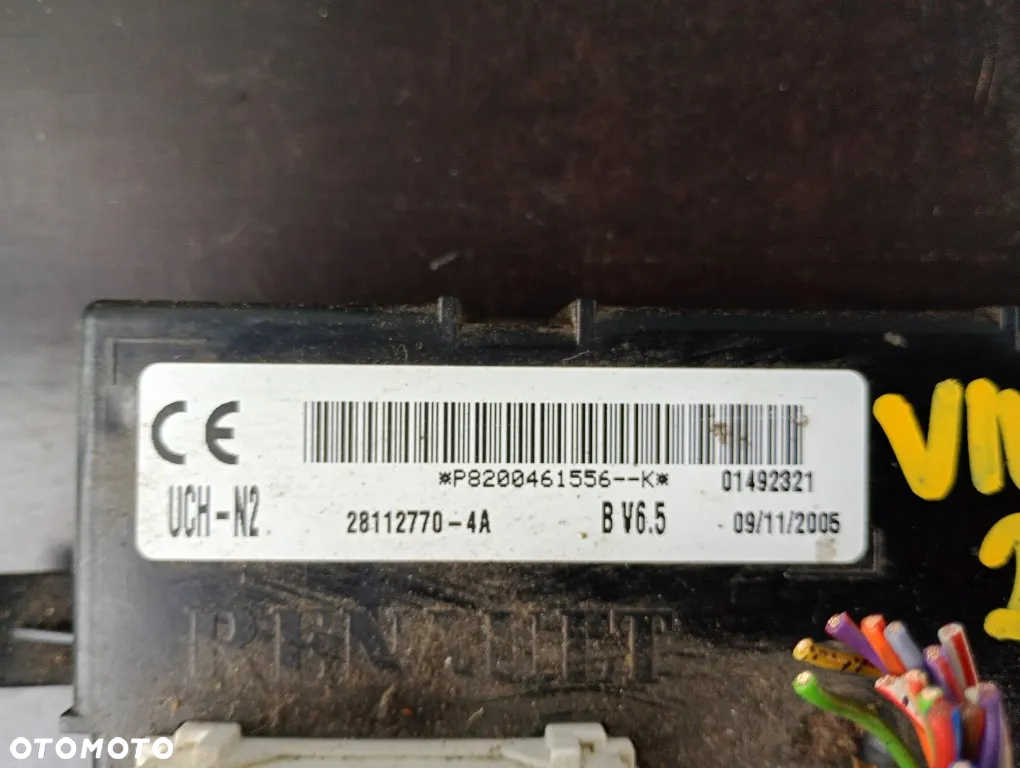 CE
*P8200461556--K* 01492321
UCH-N2 28112770-4A B V6.5 09/11/2005
RENAULT
OTOMOTO